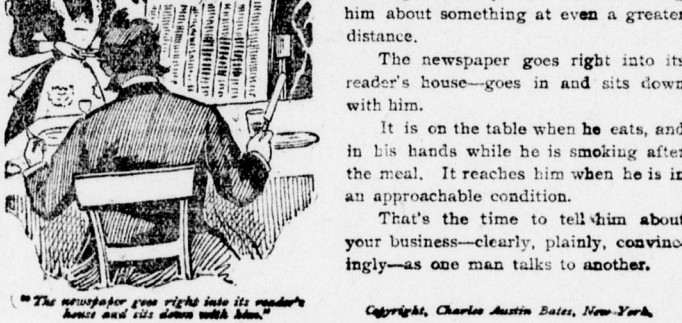 him about something at even a greater
distance.
The newspaper goes right into its
reader's house—goes in and sits down
with him.
It is on the table when he eats, and
in his hands while he is smoking after
the meal. It reaches him when he is in
an approachable condition.
That's the time to tell him about
your business—clearly, plainly, convinc-
ingly—as one man talks to another.
"The newspaper goes right into its reader's
house and sits down with him."
Copyright, Charles Austin Bates, New York.